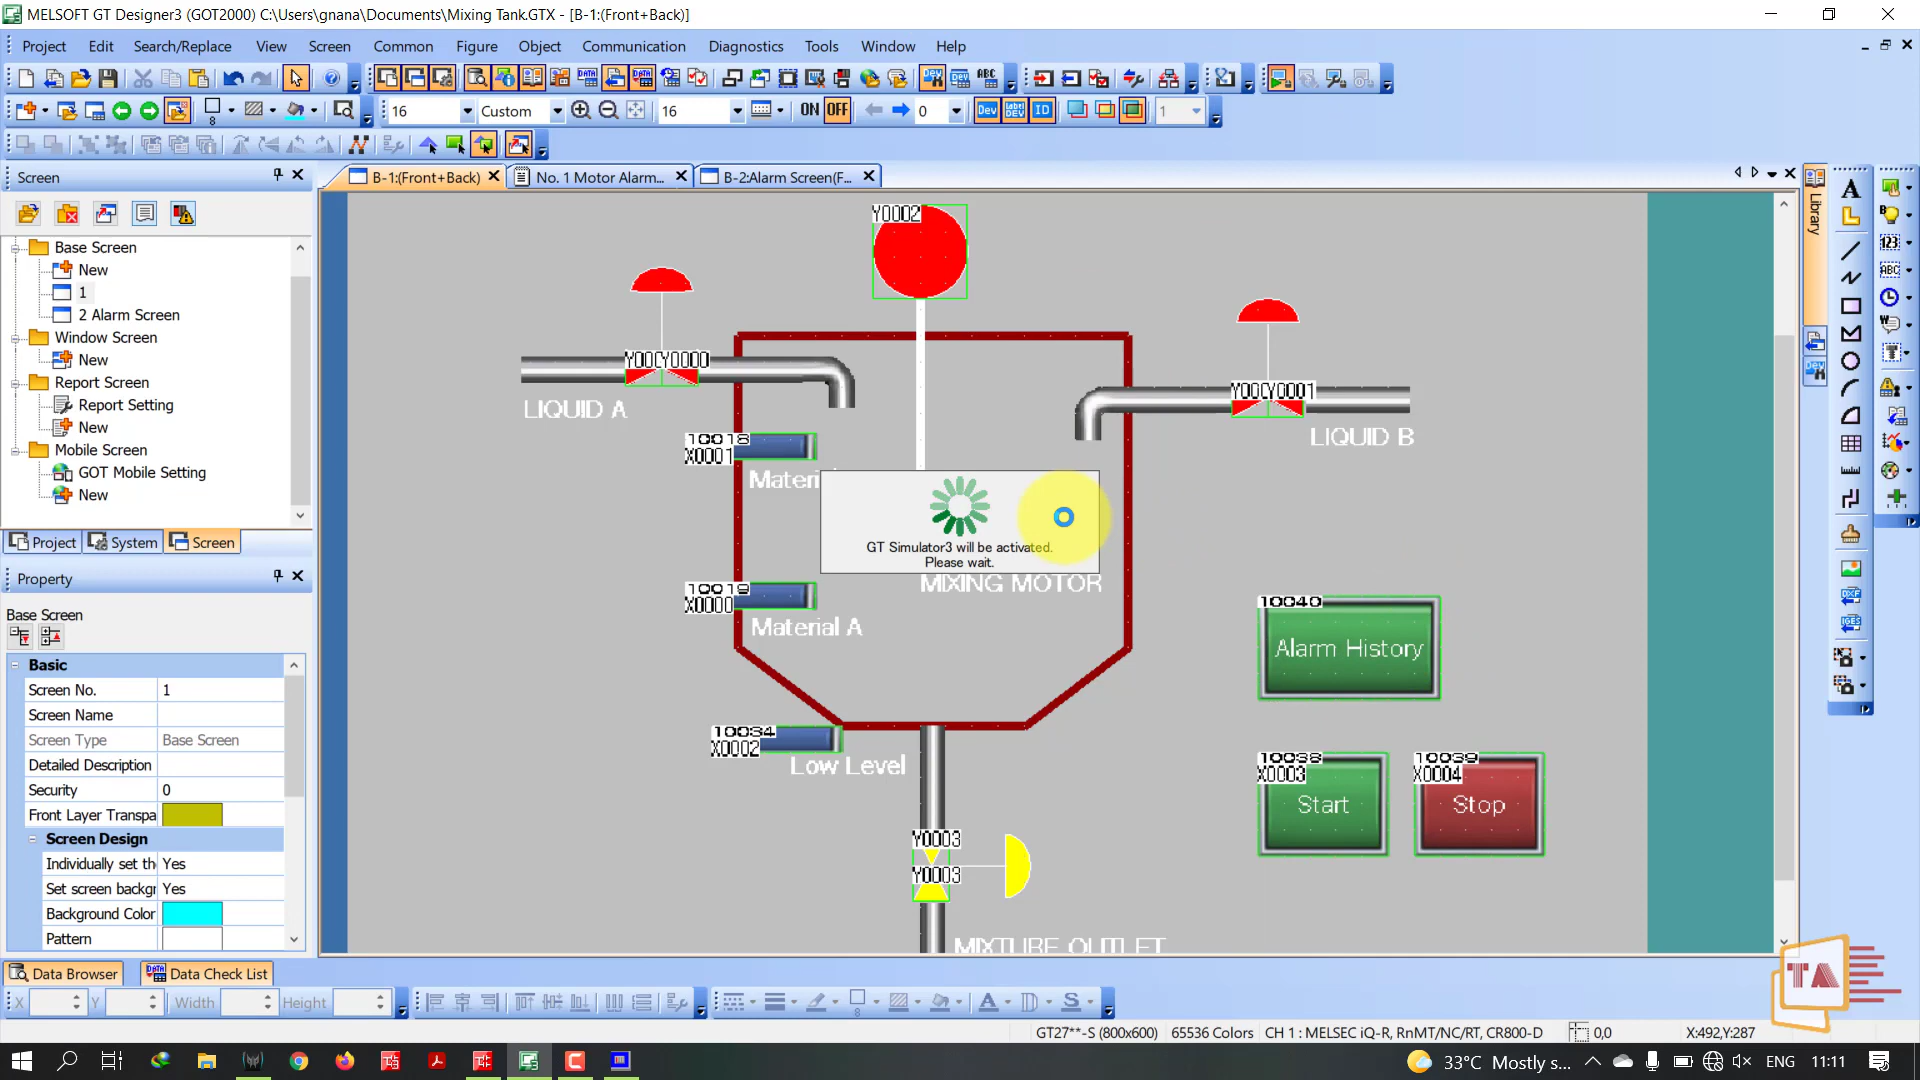 MELSOFT GT Designer3 (GOT2000) C:\Users\gnana\Documents\Mixing Tank.GTX - [B-1:(Front+Back)]
Project Edit Search/Replace View Screen Common Figure Object Communication Diagnostics Tools Window Help
16 Custom 16 ON OFF 0 Dev ID 1
Screen
B-1:(Front+Back) No. 1 Motor Alarm... B-2:Alarm Screen(F...
Library
Base Screen
New
1
2 Alarm Screen
Window Screen
New
Report Screen
Report Setting
New
Mobile Screen
GOT Mobile Setting
New
Project System Screen
Property
Base Screen
Basic
Screen No. 1
Screen Name
Screen Type Base Screen
Detailed Description
Security 0
Front Layer Transpa
Screen Design
Individually set th Yes
Set screen backgr Yes
Background Color
Pattern
Y0002
Y000 Y0000
LIQUID A
Y000 Y0001
LIQUID B
10018
X0001
Materi
GT Simulator3 will be activated.
Please wait.
MIXING MOTOR
10019
X0000
Material A
10040
Alarm History
10034
X0002
Low Level
10038
X0003
Start
10039
X0004
Stop
Y0003
Y0003
MIXTURE OUTLET
TA
Data Browser Data Check List
X Y Width Height
GT27**-S (800x600) 65536 Colors CH 1 : MELSEC iQ-R, RnMT/NC/RT, CR800-D 0,0 X:492,Y:287
33°C Mostly s... ENG 11:11